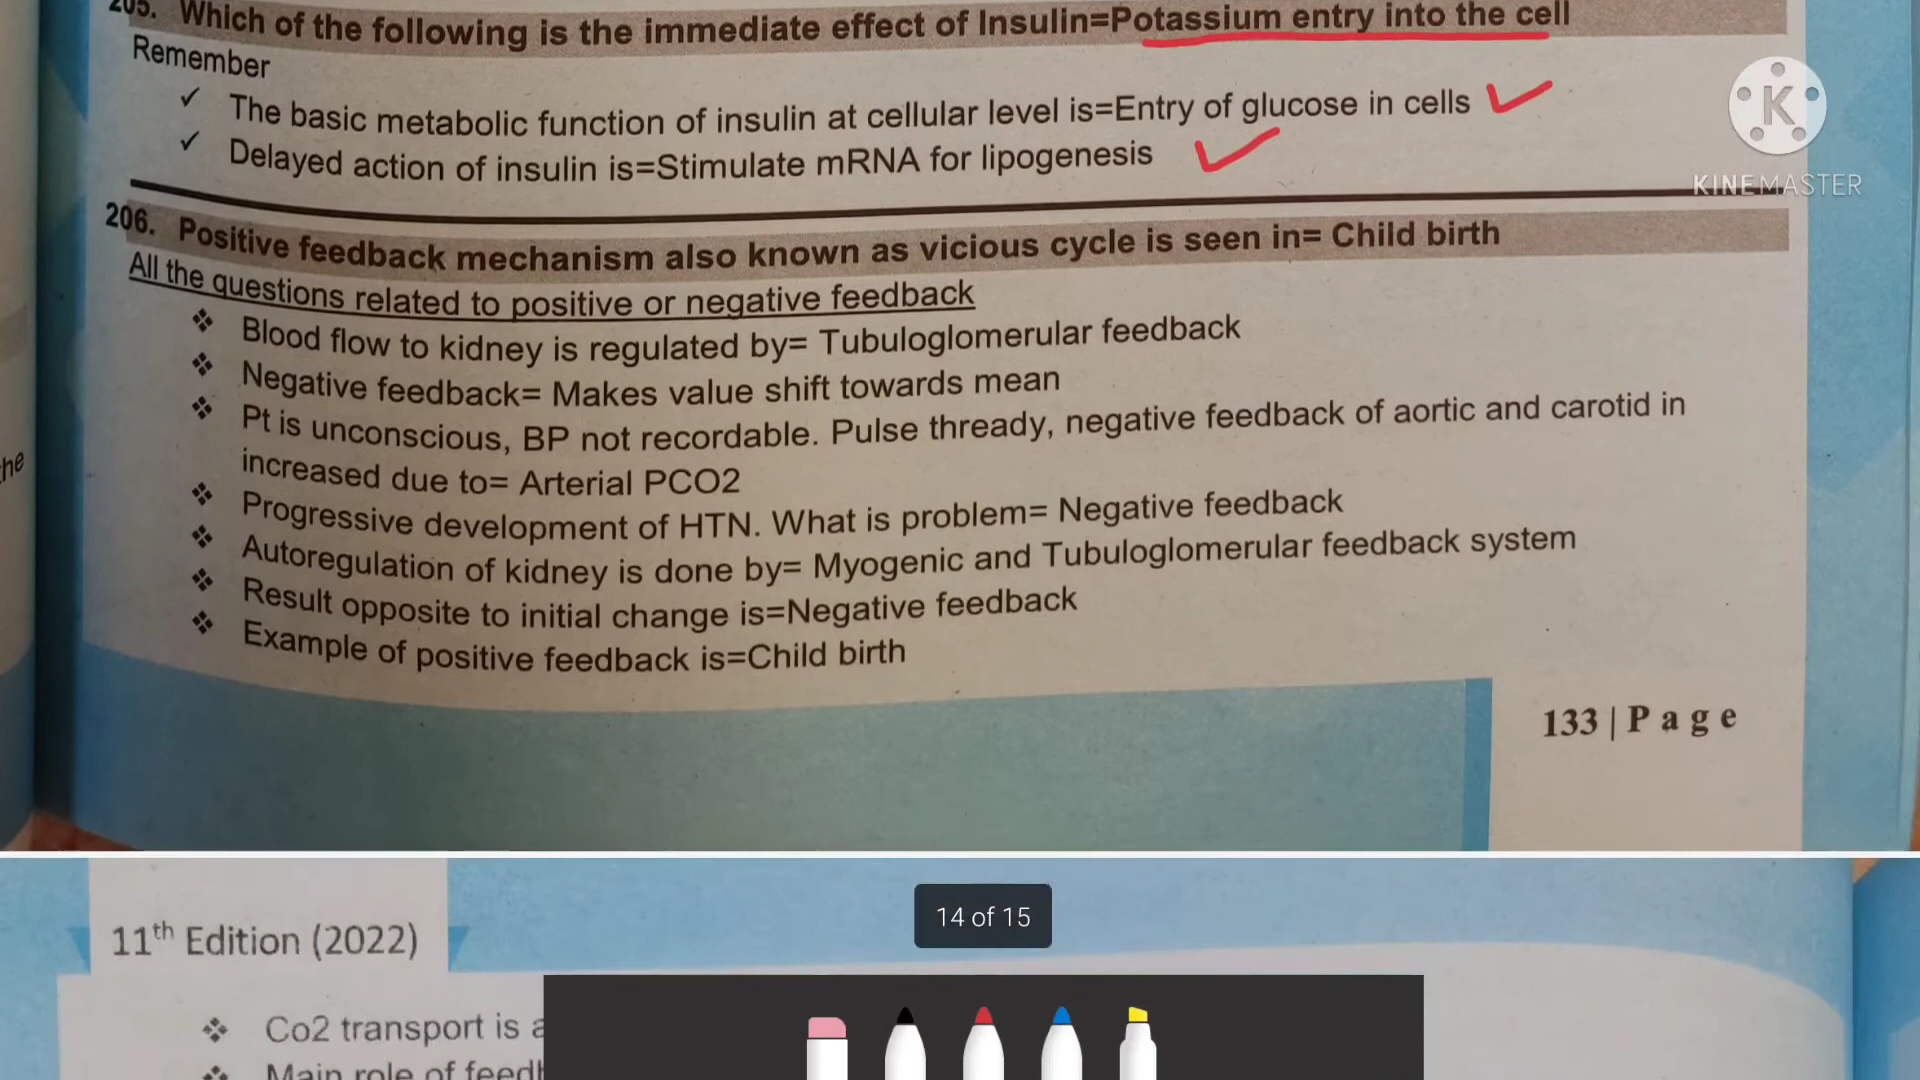 205. Which of the following is the immediate effect of Insulin=Potassium entry into the cell
Remember
✓ The basic metabolic function of insulin at cellular level is=Entry of glucose in cells
✓ Delayed action of insulin is=Stimulate mRNA for lipogenesis
KINEMASTER
206. Positive feedback mechanism also known as vicious cycle is seen in= Child birth
All the questions related to positive or negative feedback
❖ Blood flow to kidney is regulated by= Tubuloglomerular feedback
❖ Negative feedback= Makes value shift towards mean
❖ Pt is unconscious, BP not recordable. Pulse thready, negative feedback of aortic and carotid in
increased due to= Arterial PCO2
❖ Progressive development of HTN. What is problem= Negative feedback
❖ Autoregulation of kidney is done by= Myogenic and Tubuloglomerular feedback system
❖ Result opposite to initial change is=Negative feedback
❖ Example of positive feedback is=Child birth
he
133 | Page
14 of 15
11th Edition (2022)
❖ Co2 transport is
❖ Main role of